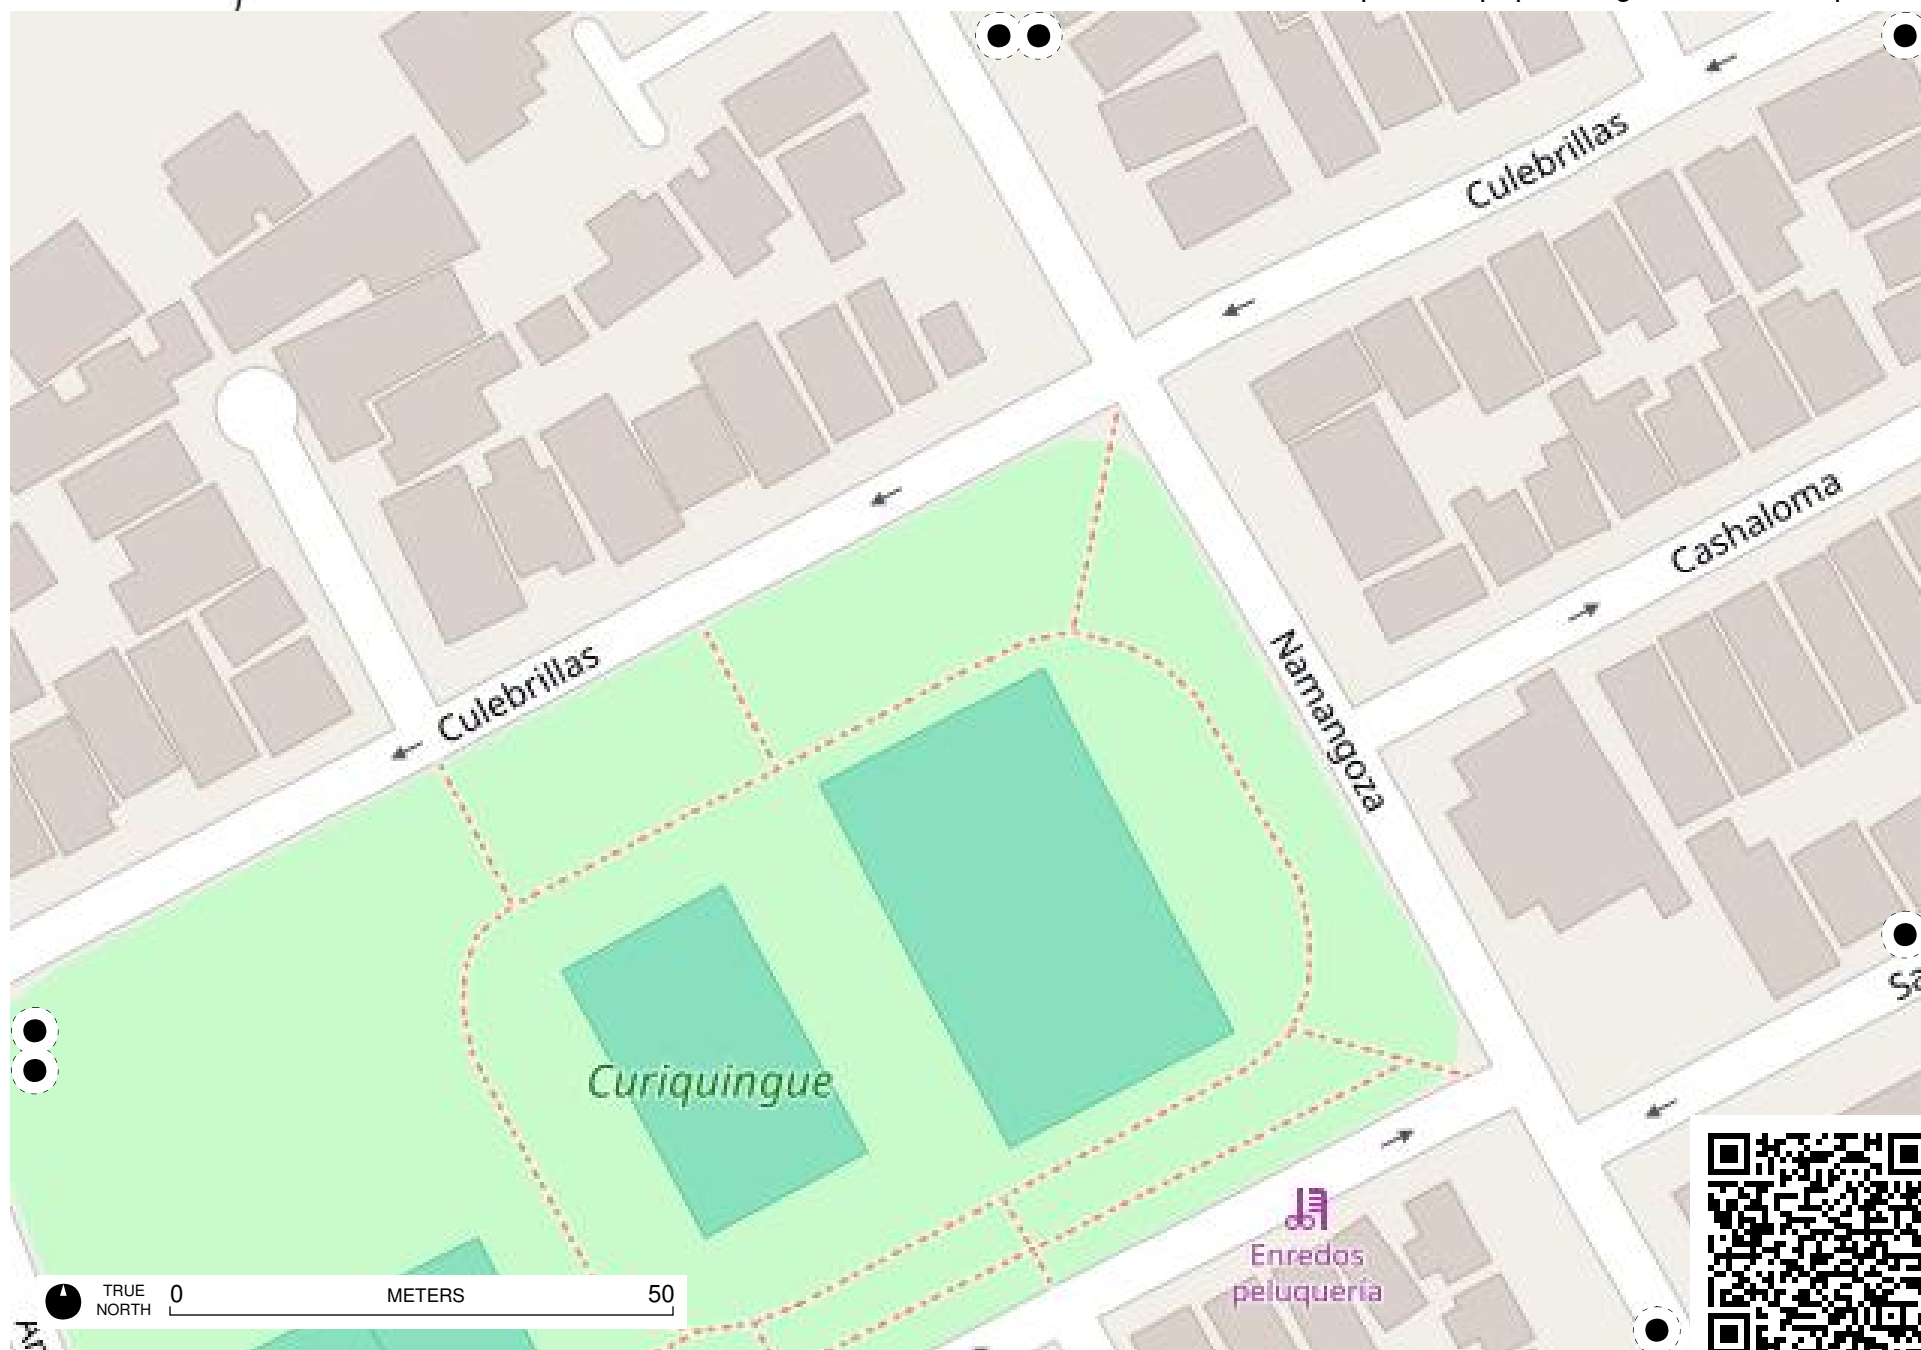 Culebrillas
Cashaloma
Culebrillas
Namangoza
Curiquingue
Enredos
peluquería
TRUE
NORTH
0
METERS
50